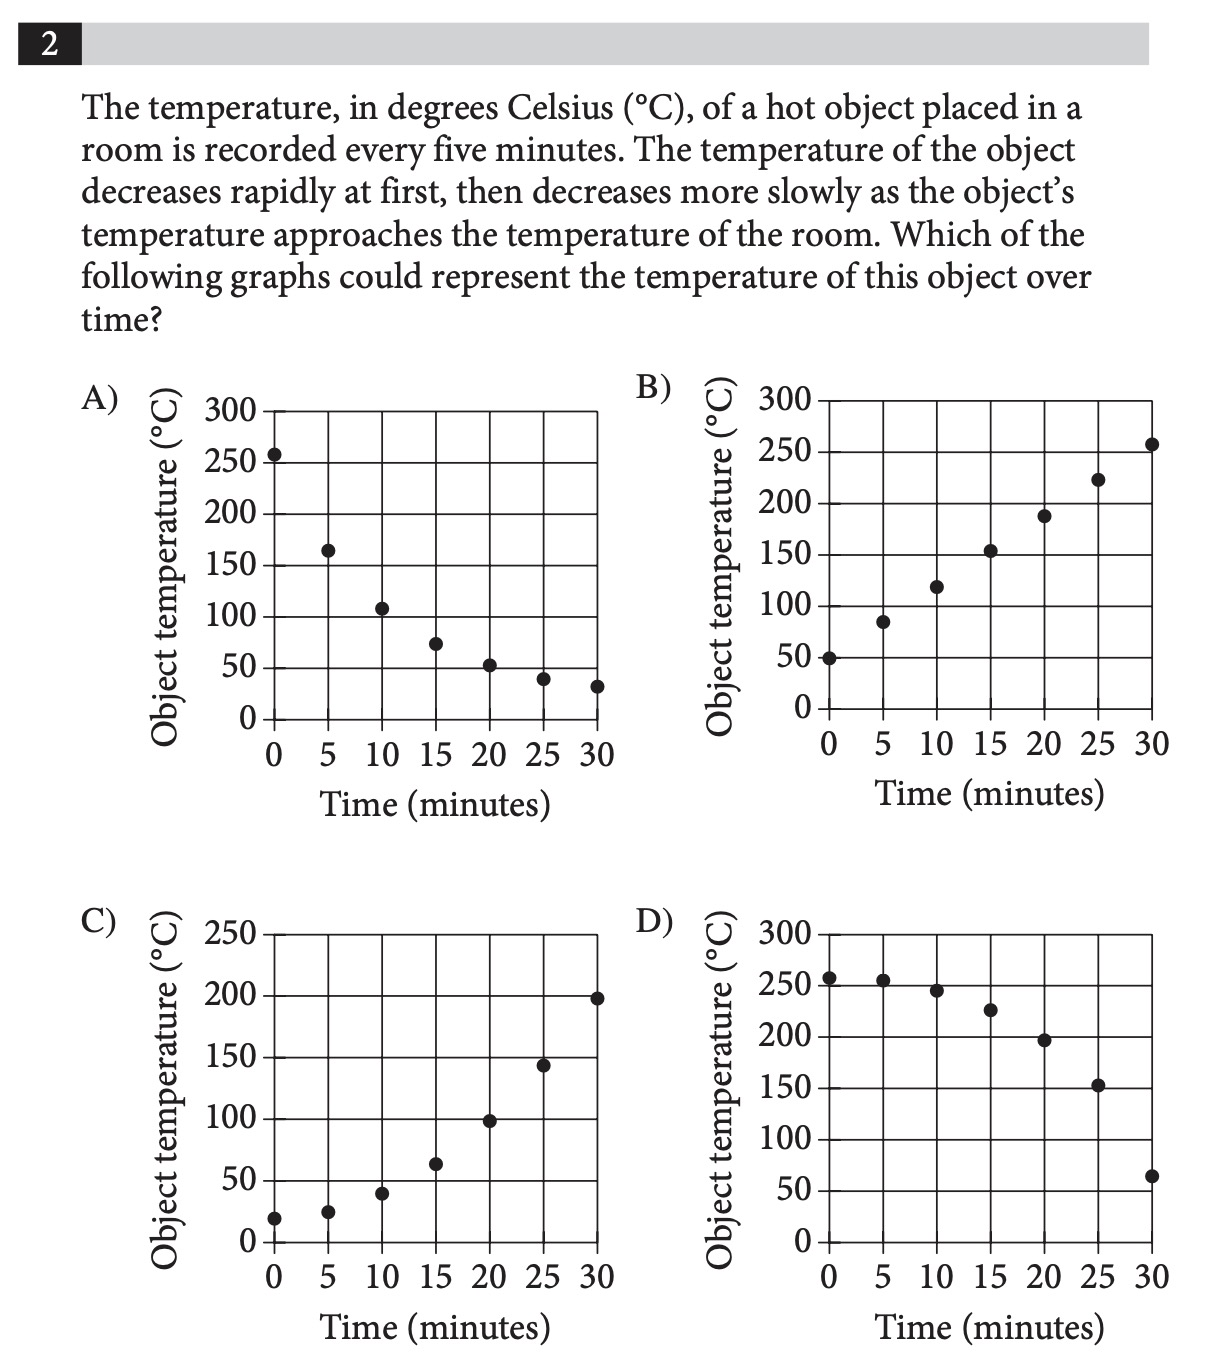 2
The temperature, in degrees Celsius (°C), of a hot object placed in a
room is recorded every five minutes. The temperature of the object
decreases rapidly at first, then decreases more slowly as the object’s
temperature approaches the temperature of the room. Which of the
following graphs could represent the temperature of this object over
time?
A)
Object temperature (°C)
300
250
200
150
100
50
0
0 5 10 15 20 25 30
Time (minutes)
B)
Object temperature (°C)
300
250
200
150
100
50
0
0 5 10 15 20 25 30
Time (minutes)
C)
Object temperature (°C)
250
200
150
100
50
0
0 5 10 15 20 25 30
Time (minutes)
D)
Object temperature (°C)
300
250
200
150
100
50
0
0 5 10 15 20 25 30
Time (minutes)